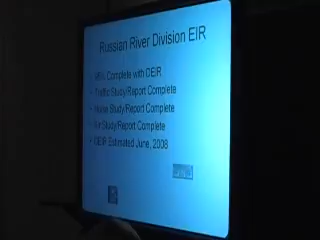 Russian River Division EIR
Complete with DEIR
Traffic Study/Report Complete
Noise Study/Report Complete
Air Study/Report Complete
DEIR Estimated June, 2008